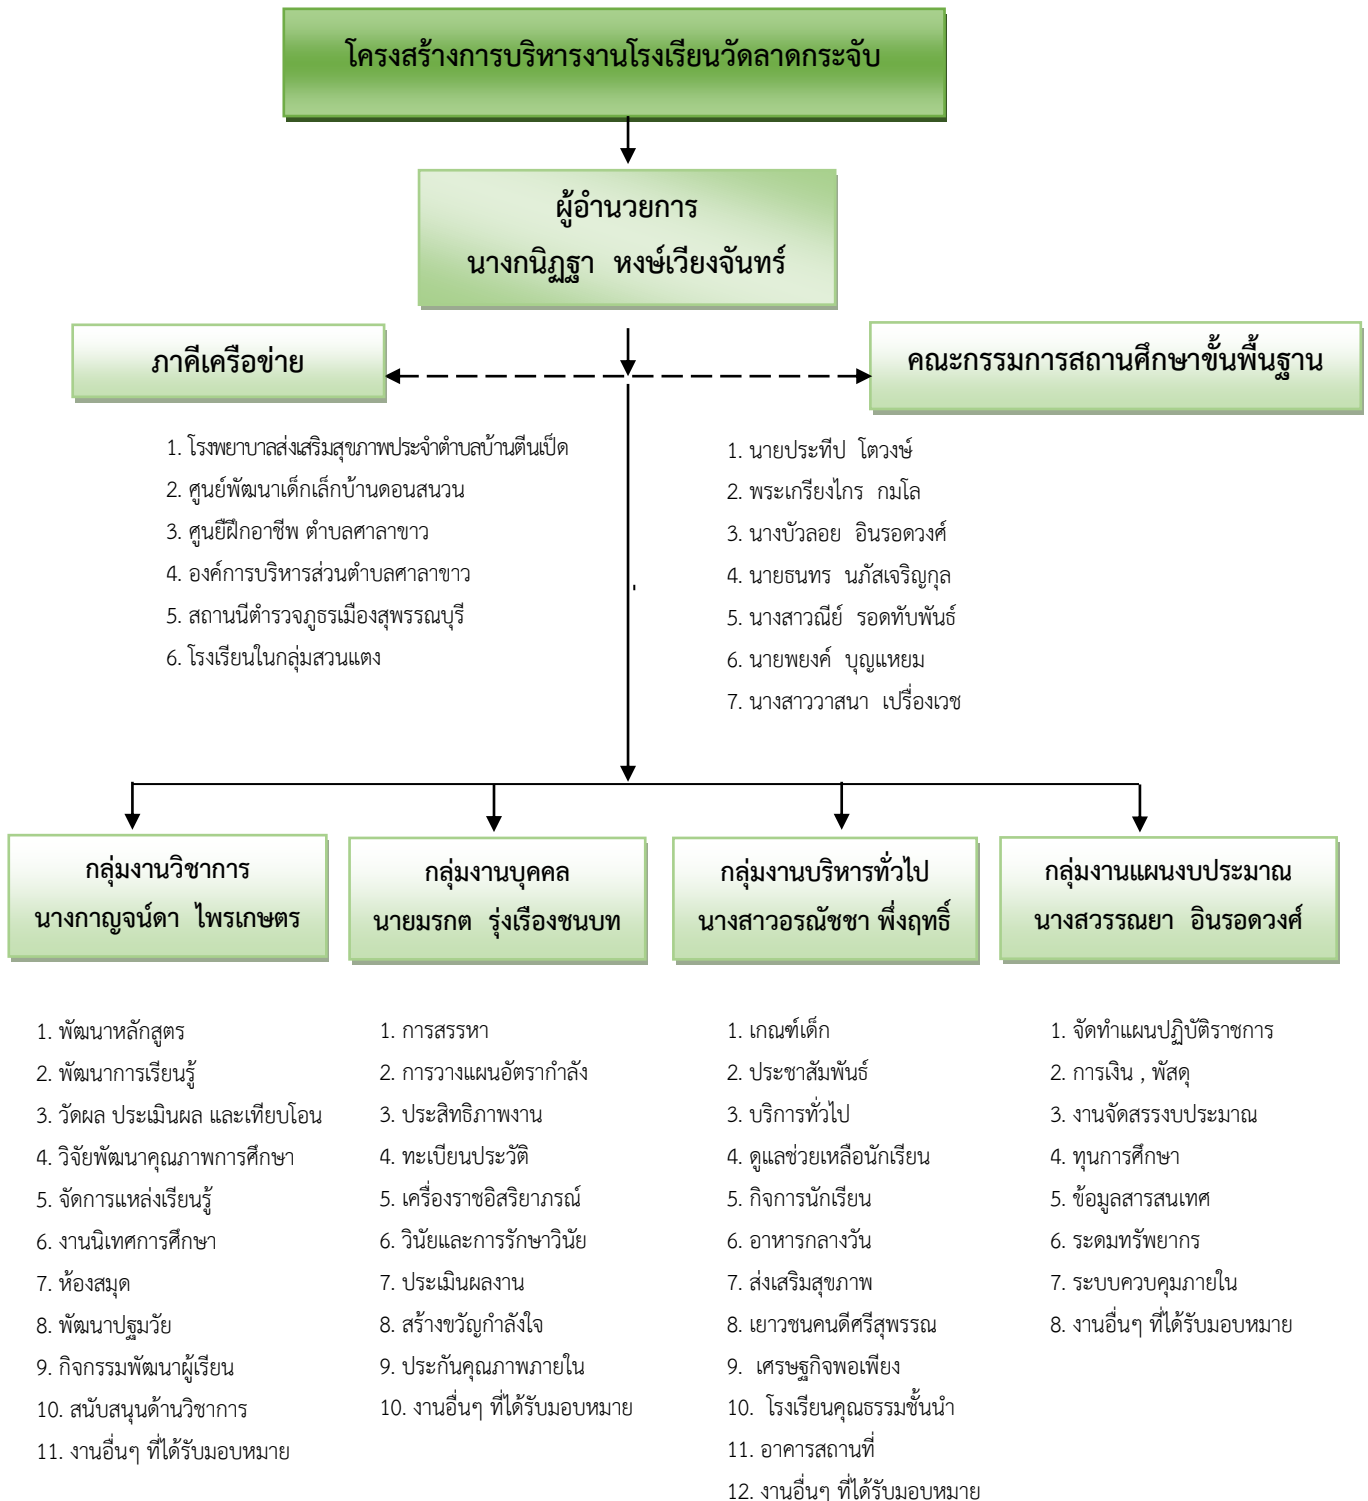 โครงสร้างการบริหารงานโรงเรียนวัดลาดกระจับ
ผู้อำนวยการ
นางกนิฏฐา  หงษ์เวียงจันทร์
ภาคีเครือข่าย
คณะกรรมการสถานศึกษาขั้นพื้นฐาน
1. โรงพยาบาลส่งเสริมสุขภาพประจำตำบลบ้านตีนเป็ด
2. ศูนย์พัฒนาเด็กเล็กบ้านดอนสนวน
3. ศูนย์ฝึกอาชีพ ตำบลศาลาขาว
4. องค์การบริหารส่วนตำบลศาลาขาว
5. สถานนีตำรวจภูธรเมืองสุพรรณบุรี
6. โรงเรียนในกลุ่มสวนแตง
1. นายประทีป  โตวงษ์
2. พระเกรียงไกร  กมโล
3. นางบัวลอย  อินรอดวงศ์
4. นายธนทร  นภัสเจริญกุล
5. นางสาวณีย์  รอดทับพันธ์
6. นายพยงค์  บุญแหยม
7. นางสาววาสนา  เปรื่องเวช
กลุ่มงานวิชาการ
นางกาญจน์ดา  ไพรเกษตร
กลุ่มงานบุคคล
นายมรกต  รุ่งเรืองชนบท
กลุ่มงานบริหารทั่วไป
นางสาวอรณัชชา พึ่งฤทธิ์
กลุ่มงานแผนงบประมาณ
นางสวรรณยา  อินรอดวงศ์
1. พัฒนาหลักสูตร
2. พัฒนาการเรียนรู้
3. วัดผล ประเมินผล และเทียบโอน
4. วิจัยพัฒนาคุณภาพการศึกษา
5. จัดการแหล่งเรียนรู้
6. งานนิเทศการศึกษา
7. ห้องสมุด
8. พัฒนาปฐมวัย
9. กิจกรรมพัฒนาผู้เรียน
10. สนับสนุนด้านวิชาการ
11. งานอื่นๆ ที่ได้รับมอบหมาย
1. การสรรหา
2. การวางแผนอัตรากำลัง
3. ประสิทธิภาพงาน
4. ทะเบียนประวัติ
5. เครื่องราชอิสริยาภรณ์
6. วินัยและการรักษาวินัย
7. ประเมินผลงาน
8. สร้างขวัญกำลังใจ
9. ประกันคุณภาพภายใน
10. งานอื่นๆ ที่ได้รับมอบหมาย
1. เกณฑ์เด็ก
2. ประชาสัมพันธ์
3. บริการทั่วไป
4. ดูแลช่วยเหลือนักเรียน
5. กิจการนักเรียน
6. อาหารกลางวัน
7. ส่งเสริมสุขภาพ
8. เยาวชนคนดีศรีสุพรรณ
9.  เศรษฐกิจพอเพียง
10.  โรงเรียนคุณธรรมชั้นนำ
11. อาคารสถานที่
12. งานอื่นๆ ที่ได้รับมอบหมาย
1. จัดทำแผนปฏิบัติราชการ
2. การเงิน , พัสดุ
3. งานจัดสรรงบประมาณ
4. ทุนการศึกษา
5. ข้อมูลสารสนเทศ
6. ระดมทรัพยากร
7. ระบบควบคุมภายใน
8. งานอื่นๆ ที่ได้รับมอบหมาย